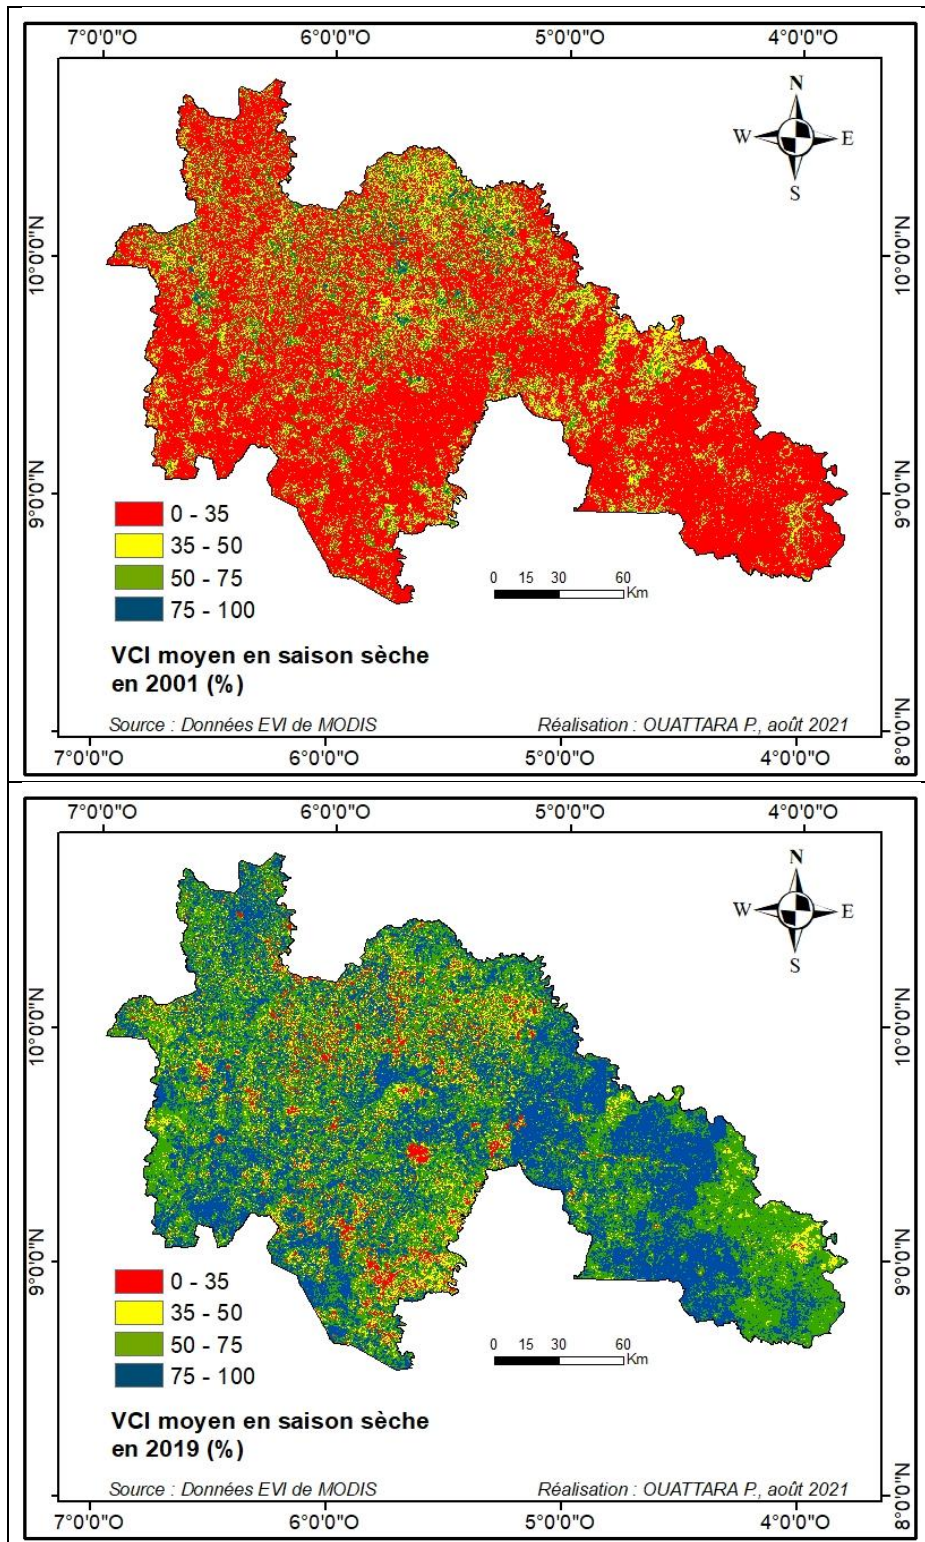 7°0'0"O 6°0'0"O 5°0'0"O 4°0'0"O
N
W E
S
10°0'0"N 10°0'0"N
9°0'0"N 9°0'0"N
0 - 35
35 - 50
50 - 75
75 - 100
0 15 30 60
Km
VCI moyen en saison sèche
en 2001 (%)
Source : Données EVI de MODIS Réalisation : OUATTARA P., août 2021
8°0'0"N
7°0'0"O 6°0'0"O 5°0'0"O 4°0'0"O
7°0'0"O 6°0'0"O 5°0'0"O 4°0'0"O
N
W E
S
10°0'0"N 10°0'0"N
9°0'0"N 9°0'0"N
0 - 35
35 - 50
50 - 75
75 - 100
0 15 30 60
Km
VCI moyen en saison sèche
en 2019 (%)
Source : Données EVI de MODIS Réalisation : OUATTARA P., août 2021
8°0'0"N
7°0'0"O 6°0'0"O 5°0'0"O 4°0'0"O